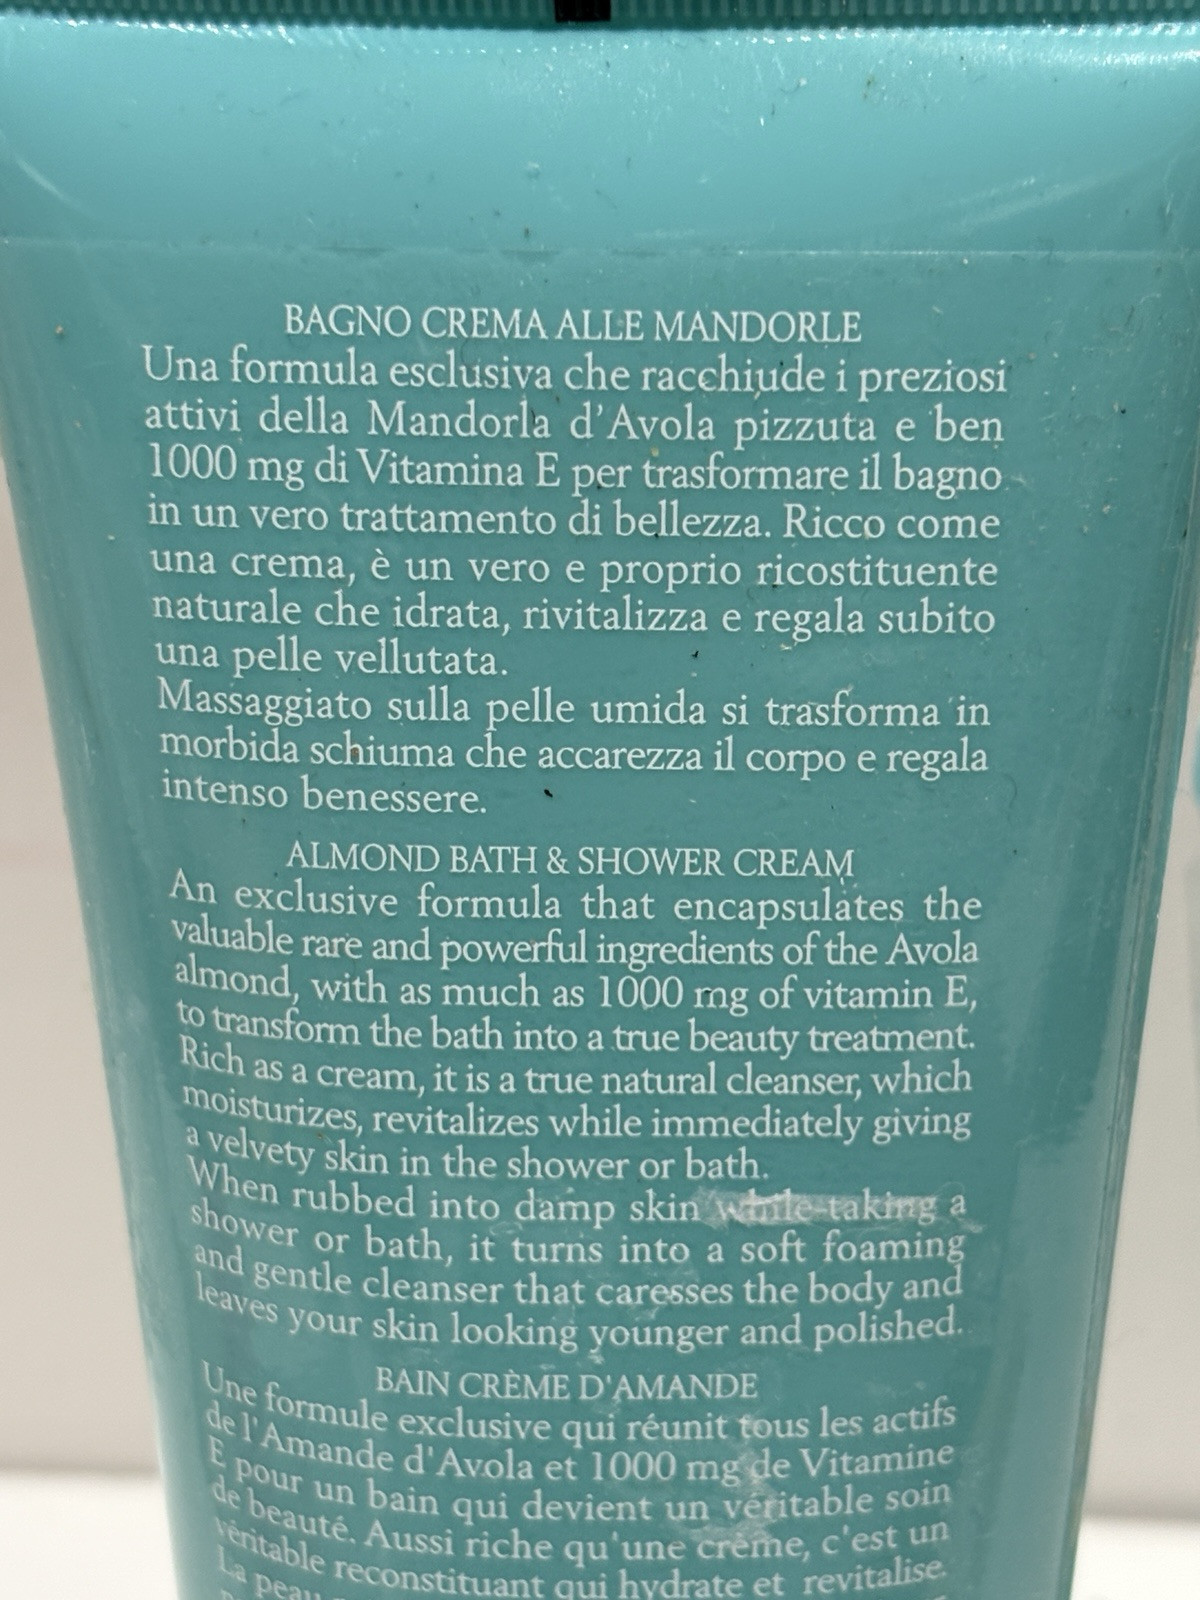 BAGNO CREMA ALLE MANDORLE
Una formula esclusiva che racchiude i preziosi
attivi della Mandorla d'Avola pizzuta e ben
1000 mg di Vitamina E per trasformare il bagno
in un vero trattamento di bellezza. Ricco come
una crema, è un vero e proprio ricostituente
naturale che idrata, rivitalizza e regala subito
una pelle vellutata.
Massaggiato sulla pelle umida si trasforma in
morbida schiuma che accarezza il corpo e regala
intenso benessere.
ALMOND BATH & SHOWER CREAM
An exclusive formula that encapsulates the
valuable rare and powerful ingredients of the Avola
almond, with as much as 1000 mg of vitamin E,
to transform the bath into a true beauty treatment.
Rich as a cream, it is a true natural cleanser, which
moisturizes, revitalizes while immediately giving
a velvety skin in the shower or bath.
When rubbed into damp skin while taking a
shower or bath, it turns into a soft foaming
and gentle cleanser that caresses the body and
leaves your skin looking younger and polished.
BAIN CRÈME D'AMANDE
Une formule exclusive qui réunit tous les actifs
de l'Amande d'Avola et 1000 mg de Vitamine
E pour un bain qui devient un véritable soin
de beauté. Aussi riche qu'une crème, c'est un
véritable reconstituant qui hydrate et revitalise.
La peau